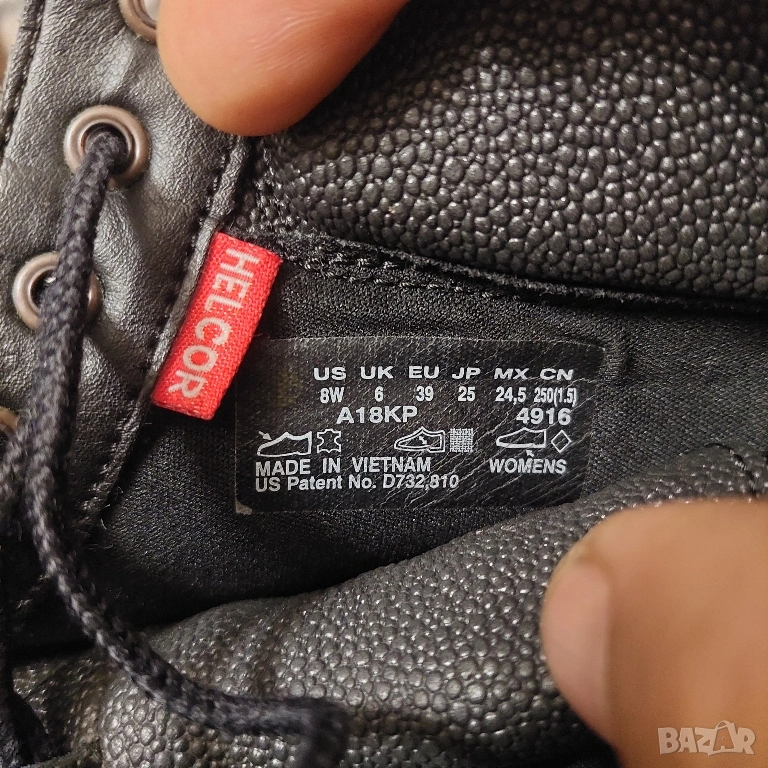 HELCOR
US UK EU JP MX CN
8W 6 39 25 24,5 250(1.5)
A18KP 4916
MADE IN VIETNAM WOMENS
US Patent No. D732,810
BAZAR